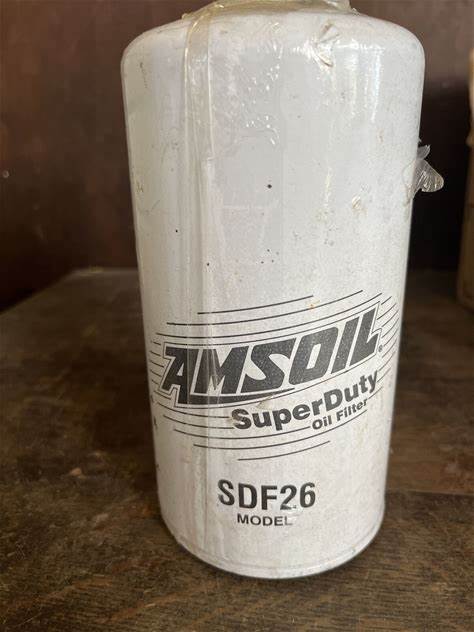 AMSOIL®
SuperDuty
Oil Filter
SDF26
MODEL